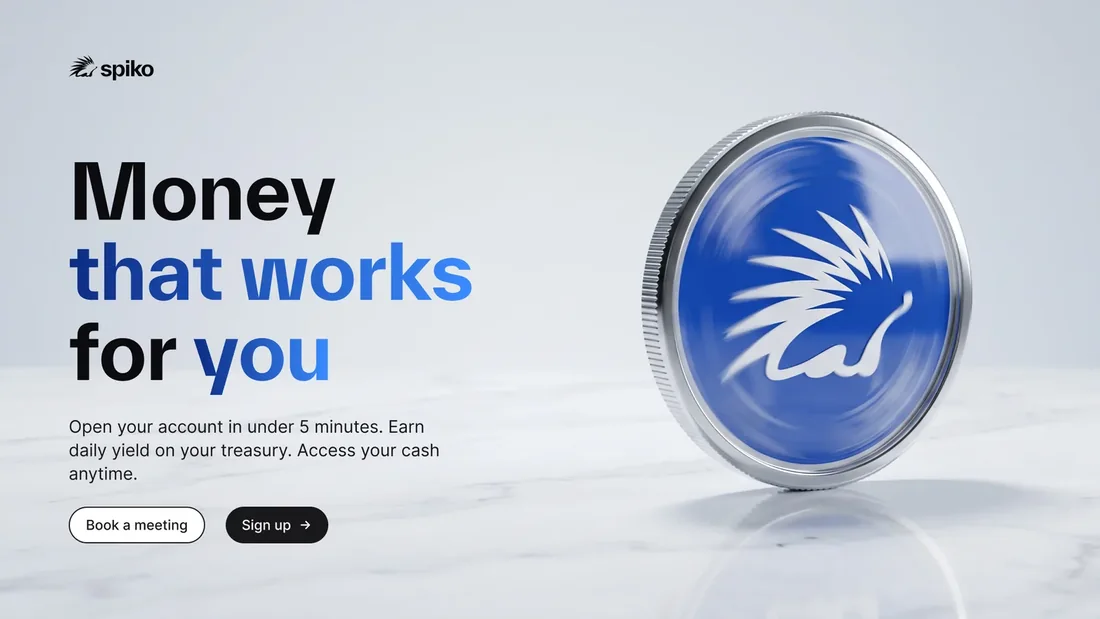 spiko
Money
that works
for you
Open your account in under 5 minutes. Earn
daily yield on your treasury. Access your cash
anytime.
Book a meeting
Sign up →